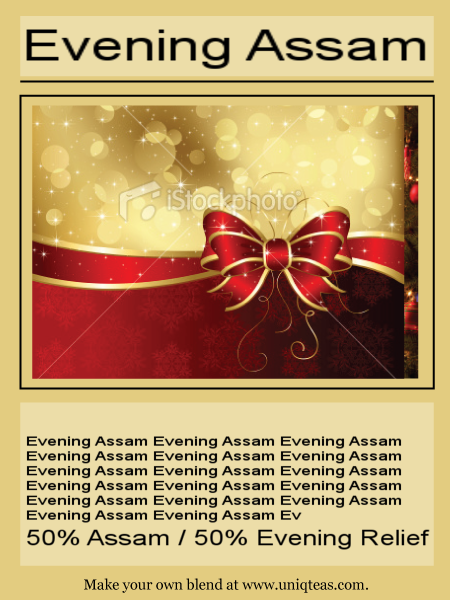 Evening Assam
iStockphoto
Evening Assam Evening Assam Evening Assam
Evening Assam Evening Assam Evening Assam
Evening Assam Evening Assam Evening Assam
Evening Assam Evening Assam Evening Assam
Evening Assam Evening Assam Evening Assam
Evening Assam Evening Assam Ev
50% Assam / 50% Evening Relief
Make your own blend at www.uniqteas.com.